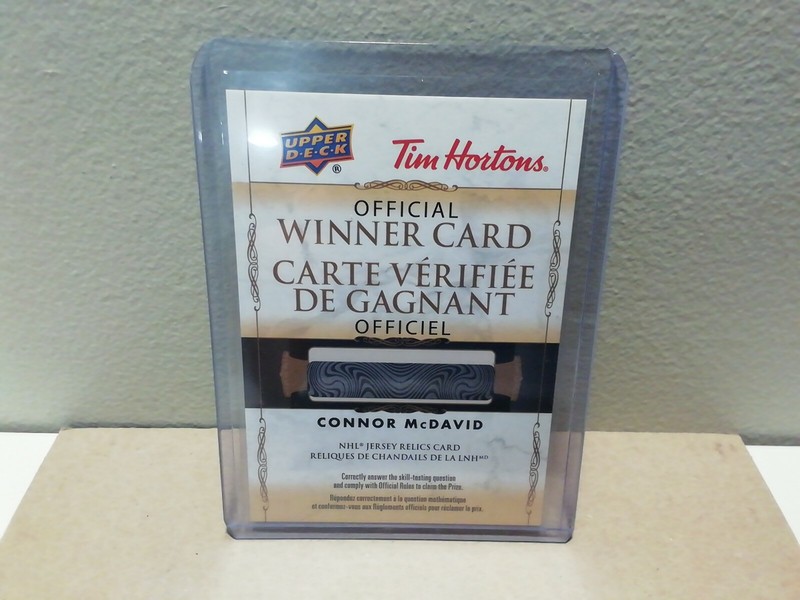 UPPER
D·E·C·K
®
Tim Hortons®
OFFICIAL
WINNER CARD
CARTE VÉRIFIÉE
DE GAGNANT
OFFICIEL
CONNOR McDAVID
NHL® JERSEY RELICS CARD
RÉLIQUES DE CHANDAILS DE LA LNH MD
Correctly answer the skill-testing question
and comply with Official Rules to claim the Prize.
Répondez correctement à la question mathématique
et conformez-vous aux Règlements officiels pour réclamer le prix.